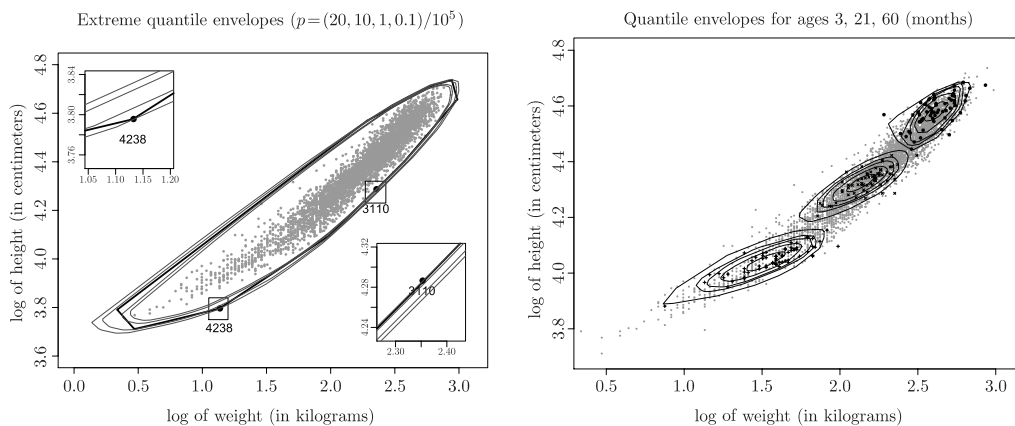 Extreme quantile envelopes (p=(20, 10, 1, 0.1)/10⁵)
log of height (in centimeters)
4.8
4.6
4.4
4.2
4.0
3.8
3.6
3.84
3.80
3.76
4238
1.05 1.10 1.15 1.20
3110
4238
4.32
4.28
4.24
3110
2.30 2.40
0.0 0.5 1.0 1.5 2.0 2.5 3.0
log of weight (in kilograms)
Quantile envelopes for ages 3, 21, 60 (months)
log of height (in centimeters)
4.8
4.6
4.4
4.2
4.0
3.8
0.5 1.0 1.5 2.0 2.5 3.0
log of weight (in kilograms)